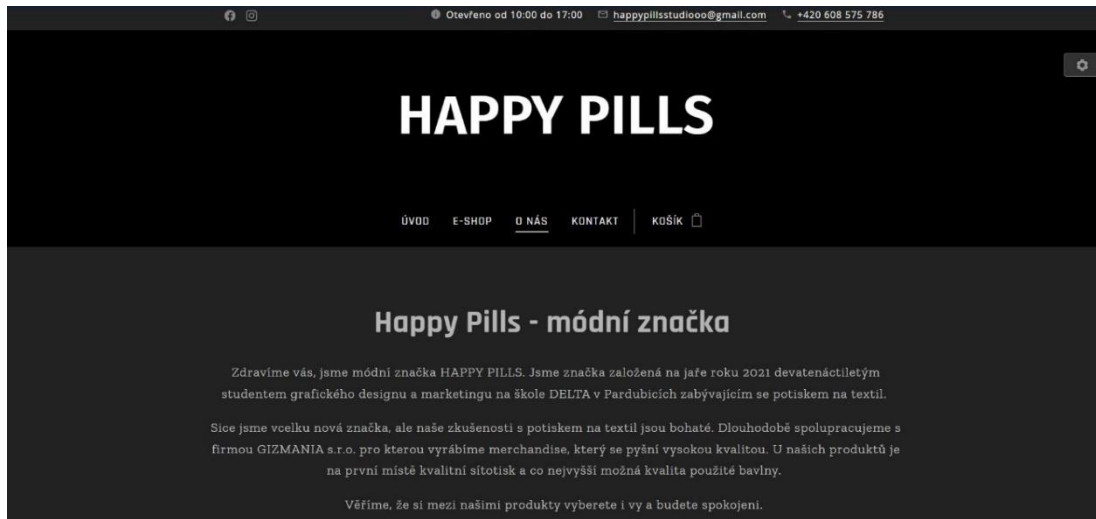 Otevřeno od 10:00 do 17:00 happypillsstudiooo@gmail.com +420 608 575 786
HAPPY PILLS
ÚVOD E-SHOP O NÁS KONTAKT KOŠÍK
Happy Pills - módní značka
Zdravíme vás, jsme módní značka HAPPY PILLS. Jsme značka založená na jaře roku 2021 devatenáctiletým
studentem grafického designu a marketingu na škole DELTA v Pardubicích zabývajícím se potiskem na textil.
Sice jsme vcelku nová značka, ale naše zkušenosti s potiskem na textil jsou bohaté. Dlouhodobě spolupracujeme s
firmou GIZMANIA s.r.o. pro kterou vyrábíme merchandise, který se pyšní vysokou kvalitou. U našich produktů je
na první místě kvalitní sítotisk a co nejvyšší možná kvalita použité bavlny.
Věříme, že si mezi našimi produkty vyberete i vy a budete spokojeni.